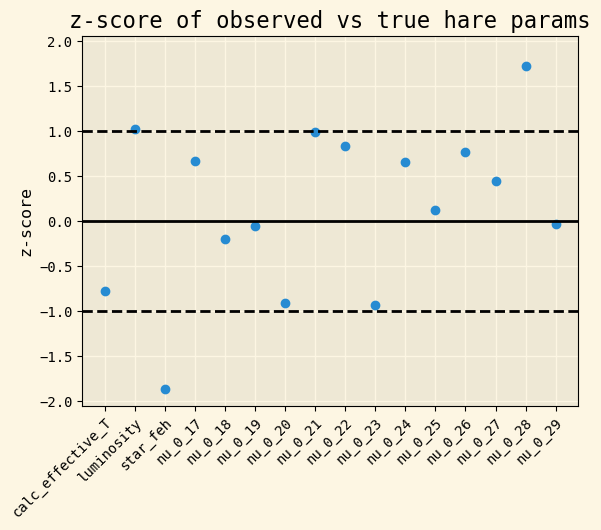 z-score of observed vs true hare params
z-score
2.0
1.5
1.0
0.5
0.0
−0.5
−1.0
−1.5
−2.0
calc_effective_T
luminosity
star_feh
nu_0_17
nu_0_18
nu_0_19
nu_0_20
nu_0_21
nu_0_22
nu_0_23
nu_0_24
nu_0_25
nu_0_26
nu_0_27
nu_0_28
nu_0_29